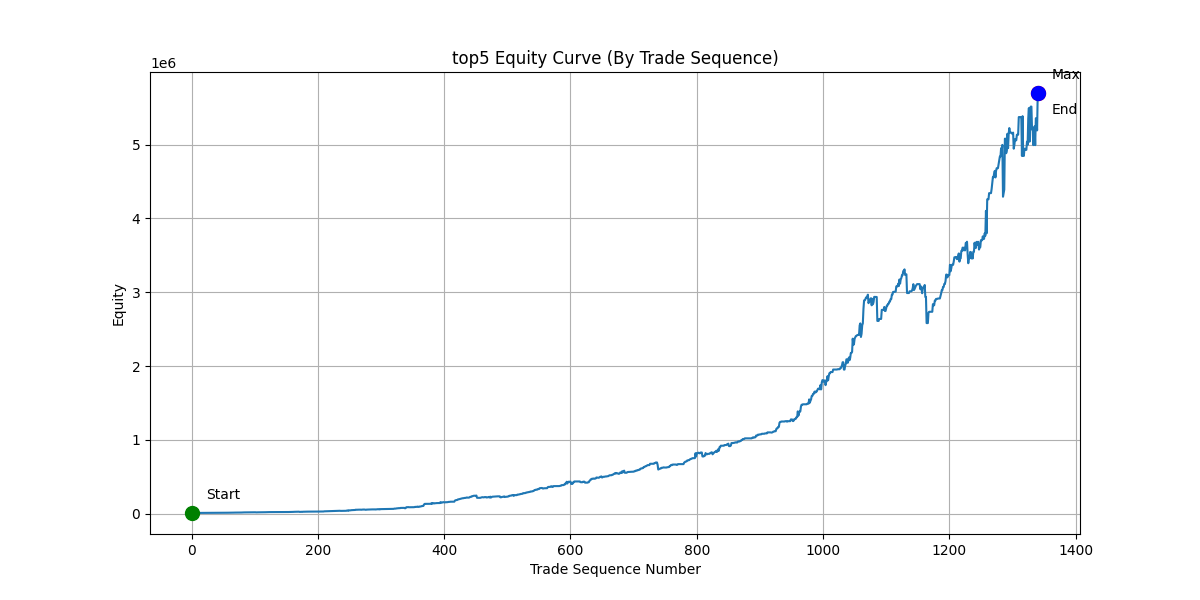 top5 Equity Curve (By Trade Sequence)
1e6
Max
End
5
4
3
2
1
0
Equity
Start
0 200 400 600 800 1000 1200 1400
Trade Sequence Number